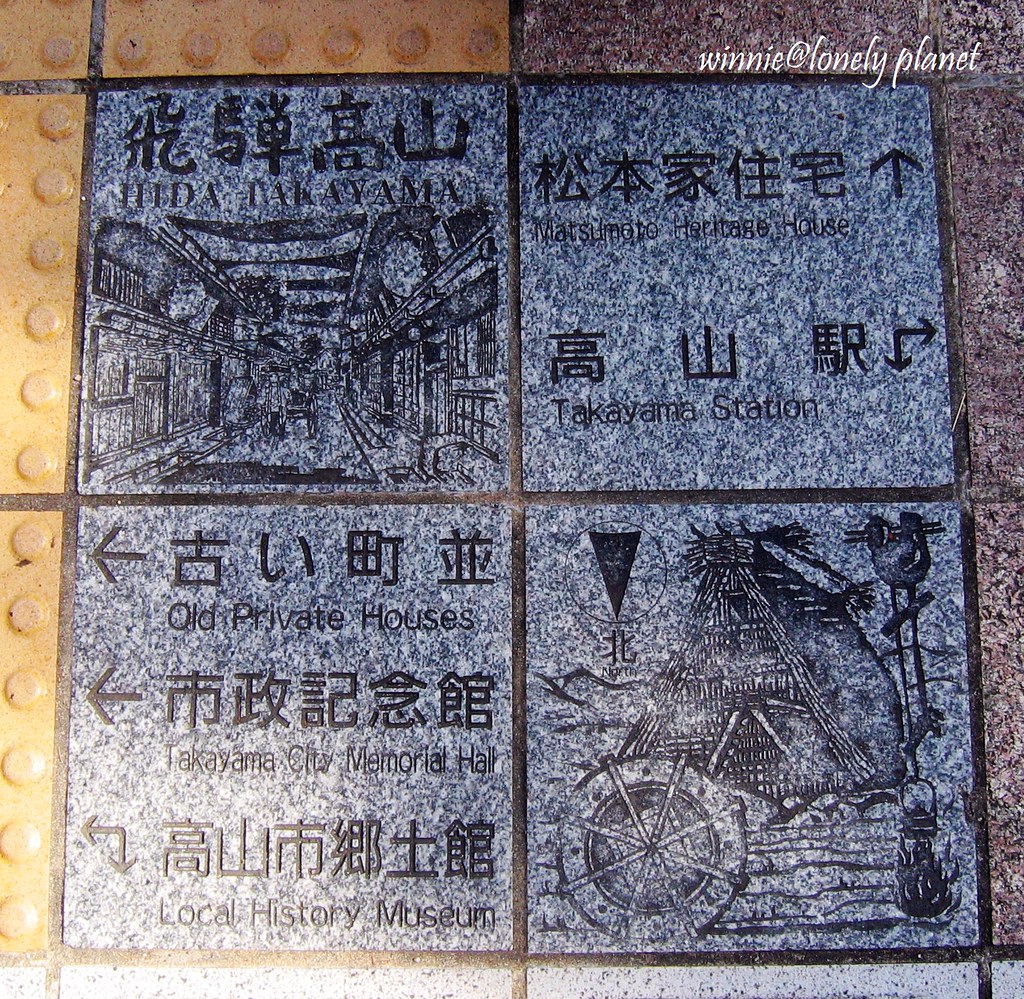 winnie@lonely planet
飛騨高山
HIDA TAKAYAMA
松本家住宅 ↑
Matsumoto Heritage House
高山駅
Takayama Station
← 古い町並
Old Private Houses
← 市政記念館
Takayama City Memorial Hall
高山市郷土館
Local History Museum
北
North